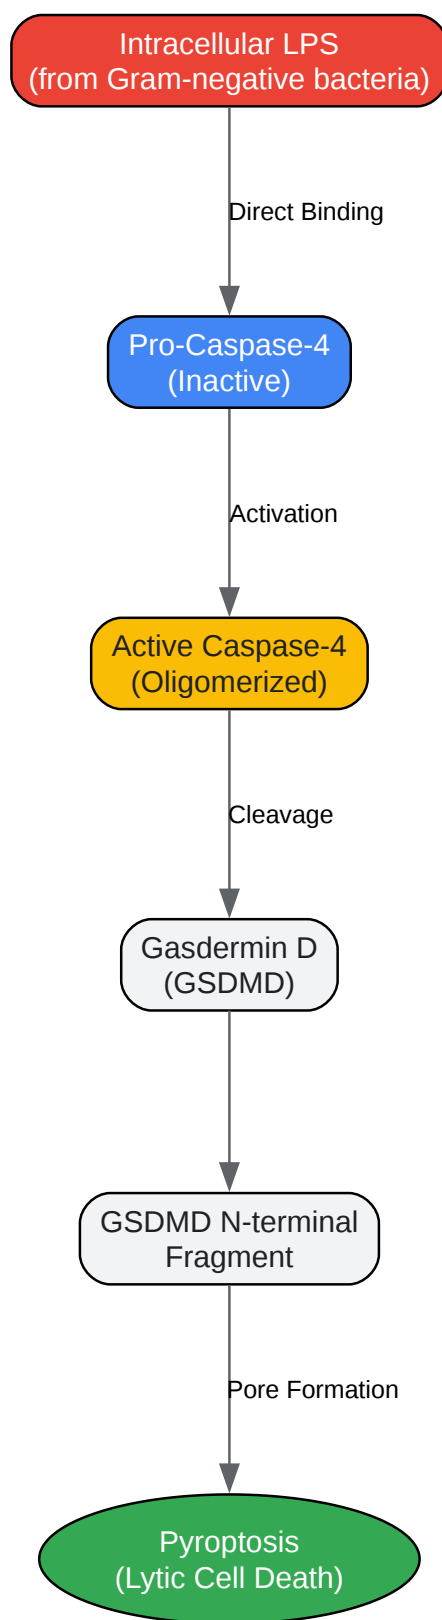 Intracellular LPS
(from Gram-negative bacteria)
Direct Binding
Pro-Caspase-4
(Inactive)
Activation
Active Caspase-4
(Oligomerized)
Cleavage
Gasdermin D
(GSDMD)
GSDMD N-terminal
Fragment
Pore Formation
Pyroptosis
(Lytic Cell Death)